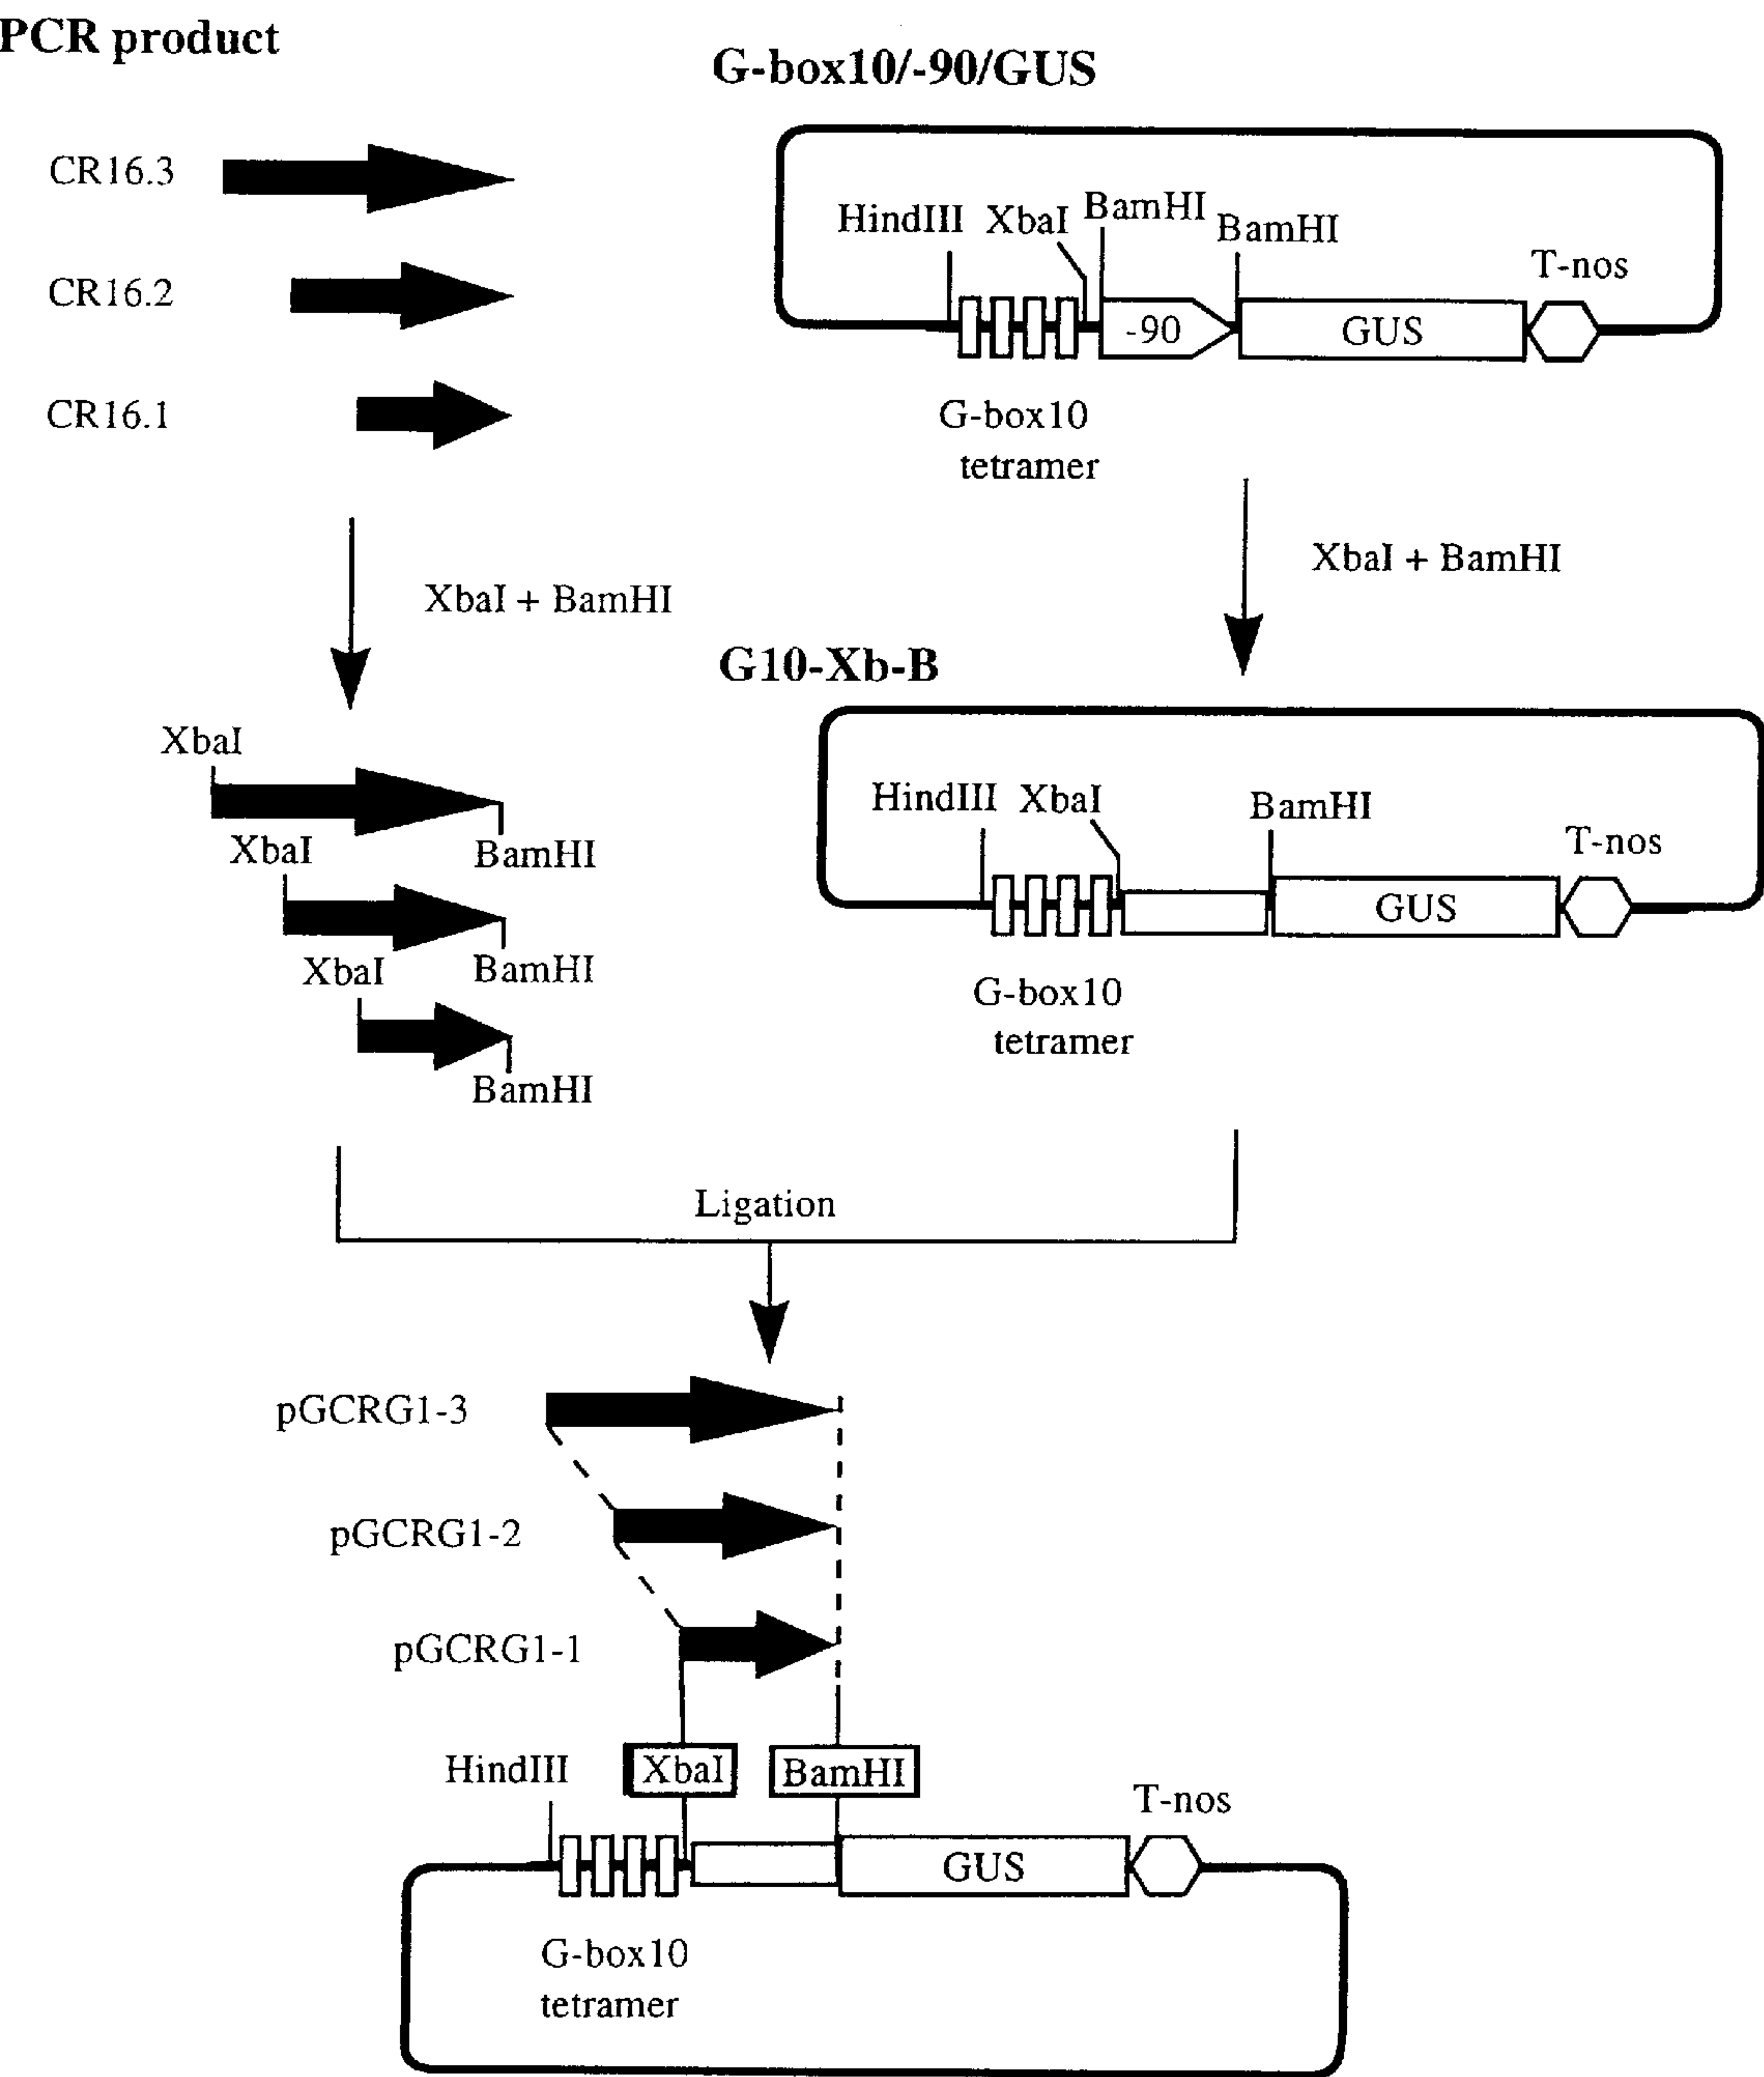 PCR product
G-box10/-90/GUS
CR16.3
CR16.2
CR16.1
HindIII XbaI BamHI BamHI
T-nos
-90
GUS
G-box10
tetramer
XbaI + BamHI
XbaI + BamHI
G10-Xb-B
XbaI
BamHI
XbaI
BamHI
XbaI
BamHI
HindIII XbaI
BamHI
T-nos
GUS
G-box10
tetramer
Ligation
pGCRG1-3
pGCRG1-2
pGCRG1-1
HindIII
XbaI
BamHI
T-nos
GUS
G-box10
tetramer